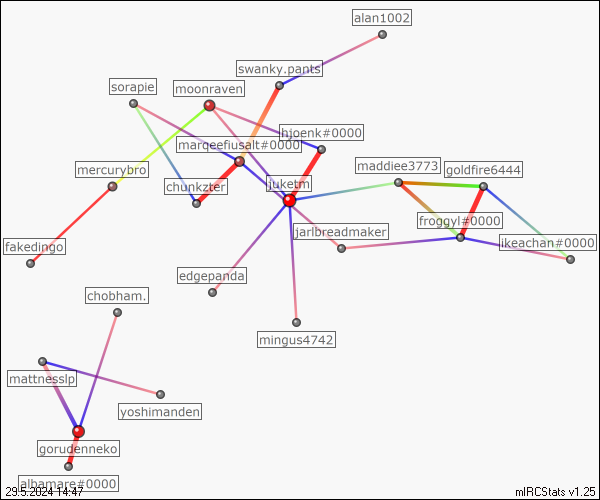 alan1002
swanky.pants
sorapie
moonraven
hjoenk#0000
marqeefiusalt#0000
maddiee3773
goldfire6444
mercurybro
chunkzter
juketm
froggyl#0000
jarlbreadmaker
ikeachan#0000
fakedingo
edgepanda
chobham.
mingus4742
mattnesslp
yoshimanden
gorudenneko
albamare#0000
29.5.2024 14:47
mIRCStats v1.25